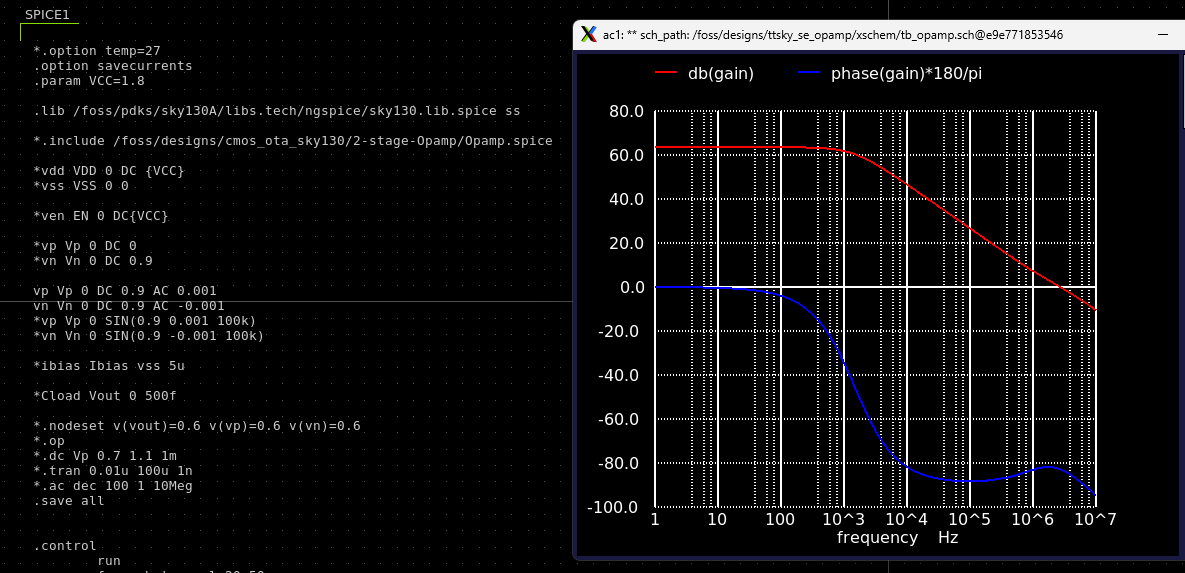 SPICE1
*.option temp=27
.option savecurrents
.param VCC=1.8
.lib /foss/pdks/sky130A/libs.tech/ngspice/sky130.lib.spice ss
*.include /foss/designs/cmos_ota_sky130/2-stage-Opamp/Opamp.spice
*vdd VDD 0 DC {VCC}
*vss VSS 0 0
*ven EN 0 DC{VCC}
*vp Vp 0 DC 0
*vn Vn 0 DC 0.9
vp Vp 0 DC 0.9 AC 0.001
vn Vn 0 DC 0.9 AC -0.001
*vp Vp 0 SIN(0.9 0.001 100k)
*vn Vn 0 SIN(0.9 -0.001 100k)
*ibias Ibias vss 5u
*Cload Vout 0 500f
*.nodeset v(vout)=0.6 v(vp)=0.6 v(vn)=0.6
*.op
*.dc Vp 0.7 1.1 1m
*.tran 0.01u 100u 1n
*.ac dec 100 1 10Meg
.save all
.control
run
ac1: ** sch_path: /foss/designs/ttsky_se_opamp/xschem/tb_opamp.sch@e9e771853546
db(gain) phase(gain)*180/pi
80.0
60.0
40.0
20.0
0.0
-20.0
-40.0
-60.0
-80.0
-100.0
1 10 100 10^3 10^4 10^5 10^6 10^7
frequency Hz